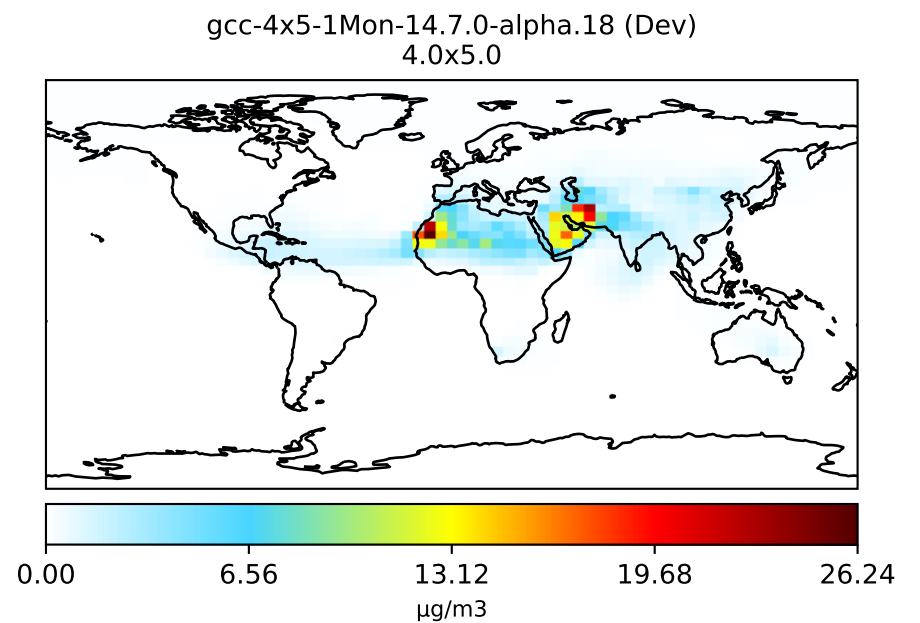 gcc-4x5-1Mon-14.7.0-alpha.18 (Dev)
4.0x5.0
0.00 6.56 13.12 19.68 26.24
μg/m3